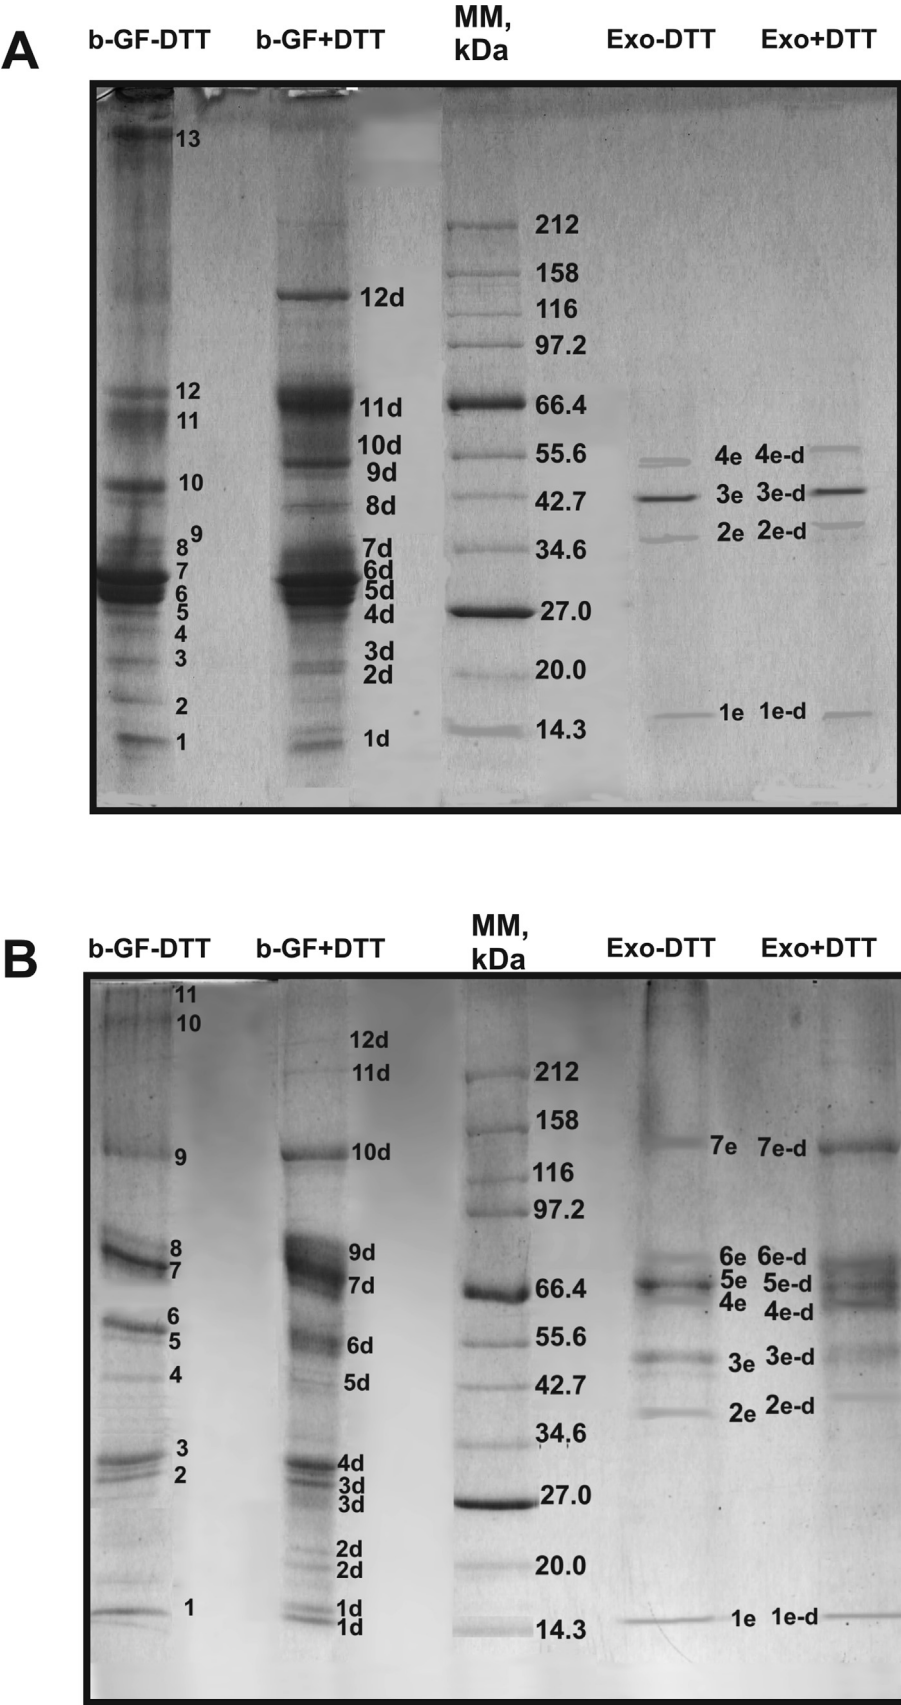 A
b-GF-DTT b-GF+DTT MM, kDa Exo-DTT Exo+DTT
13
212
158
12d
116
97.2
12
66.4
11d
11
10d
55.6 4e 4e-d
9d
10
42.7 3e 3e-d
8d
9
2e 2e-d
8 7d 34.6
7 6d
6 5d
5 4d 27.0
4
3 3d
2d 20.0
2
1e 1e-d
1 1d 14.3
B
b-GF-DTT b-GF+DTT MM, kDa Exo-DTT Exo+DTT
11
10
12d
11d 212
158
9 10d 7e 7e-d
116
97.2
8 9d 6e 6e-d
7 7d 66.4 5e 5e-d
4e 4e-d
6
5 6d 55.6
3e 3e-d
4 5d 42.7
2e 2e-d
34.6
3
4d
2 3d
3d 27.0
2d
2d 20.0
1 1d
1e 1e-d
1d 14.3